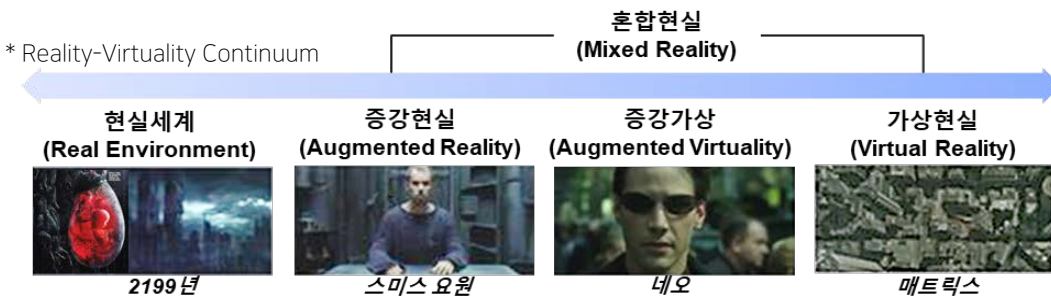 혼합현실
(Mixed Reality)
* Reality-Virtuality Continuum
현실세계
(Real Environment)
증강현실
(Augmented Reality)
증강가상
(Augmented Virtuality)
가상현실
(Virtual Reality)
2199년
스미스 요원
네오
매트릭스